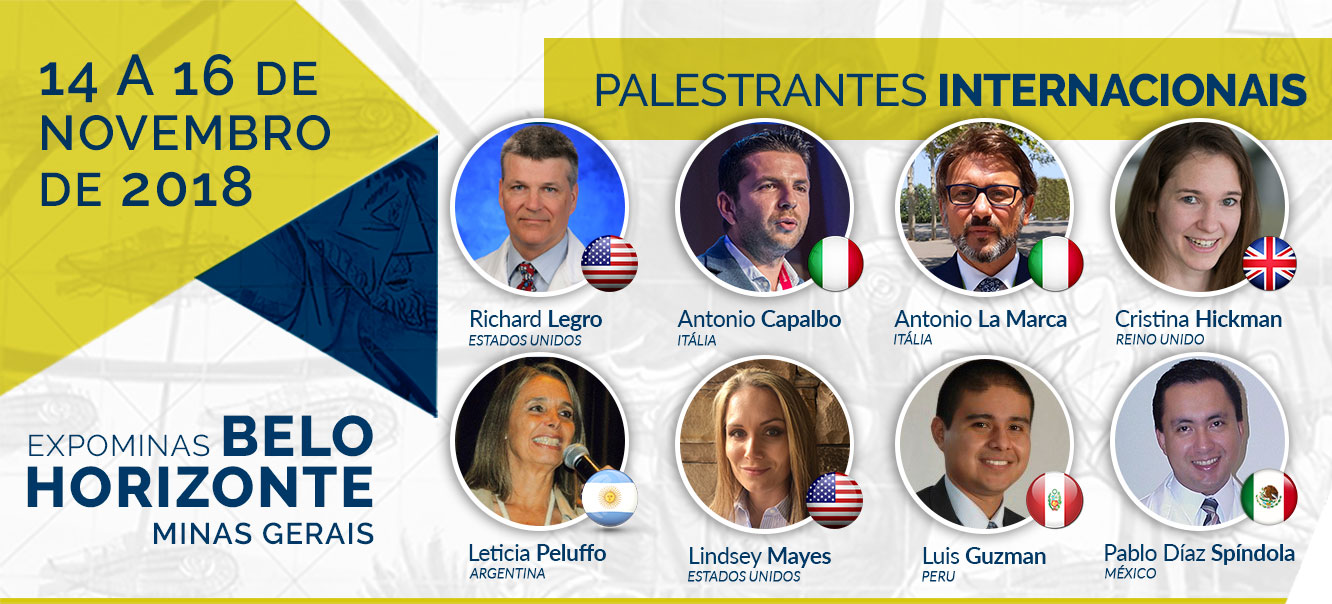 14 A 16 DE
NOVEMBRO
DE 2018
EXPOMINAS BELO
HORIZONTE
MINAS GERAIS
PALESTRANTES INTERNACIONAIS
Richard Legro
ESTADOS UNIDOS
Antonio Capalbo
ITÁLIA
Antonio La Marca
ITÁLIA
Cristina Hickman
REINO UNIDO
Leticia Peluffo
ARGENTINA
Lindsey Mayes
ESTADOS UNIDOS
Luis Guzman
PERU
Pablo Díaz Spíndola
MÉXICO